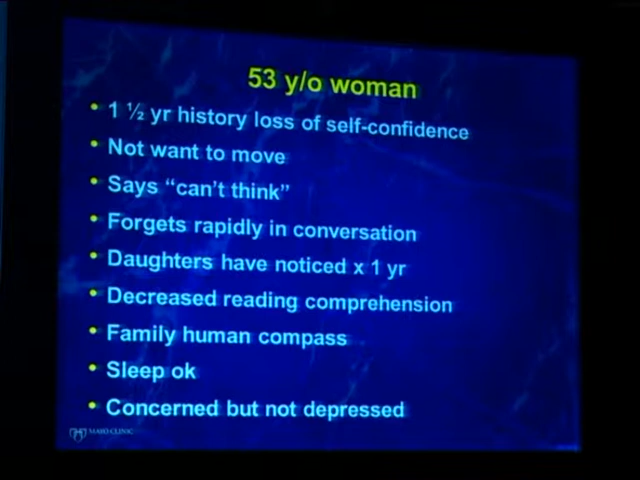 53 y/o woman
• 1 ½ yr history loss of self-confidence
• Not want to move
• Says “can’t think”
• Forgets rapidly in conversation
• Daughters have noticed x 1 yr
• Decreased reading comprehension
• Family human compass
• Sleep ok
• Concerned but not depressed
MAYO CLINIC